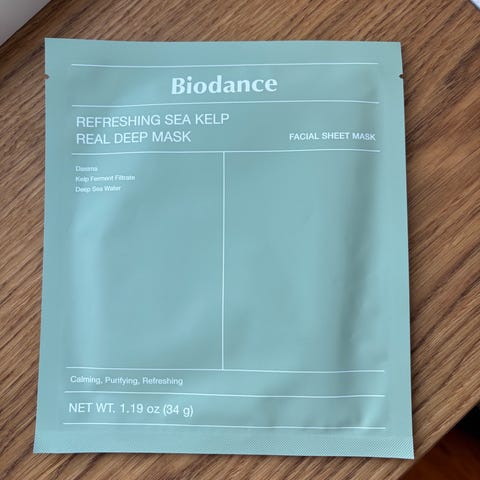 Biodance
REFRESHING SEA KELP
REAL DEEP MASK
FACIAL SHEET MASK
Dasima
Kelp Ferment Filtrate
Deep Sea Water
Calming, Purifying, Refreshing
NET WT. 1.19 oz (34 g)